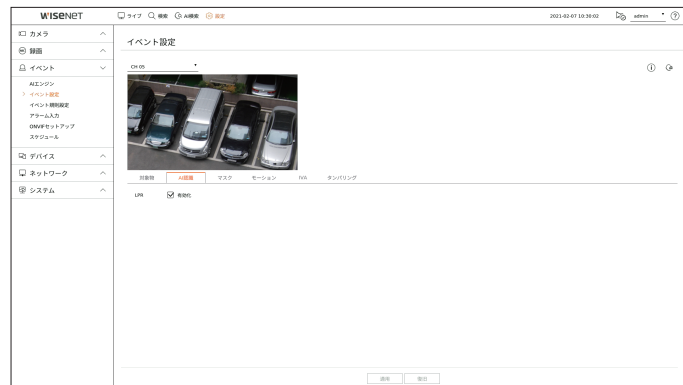 WISENET
ライブ 検索 AI検索 設定
2021-02-07 10:30:02 admin
カメラ
録画
イベント
AIエンジン
イベント設定
イベント規則設定
アラーム入力
ONVIFセットアップ
スケジュール
デバイス
ネットワーク
システム
イベント設定
CH 05
対象物 AI認識 マスク モーション IVA タンパリング
LPR 有効化
適用 取消